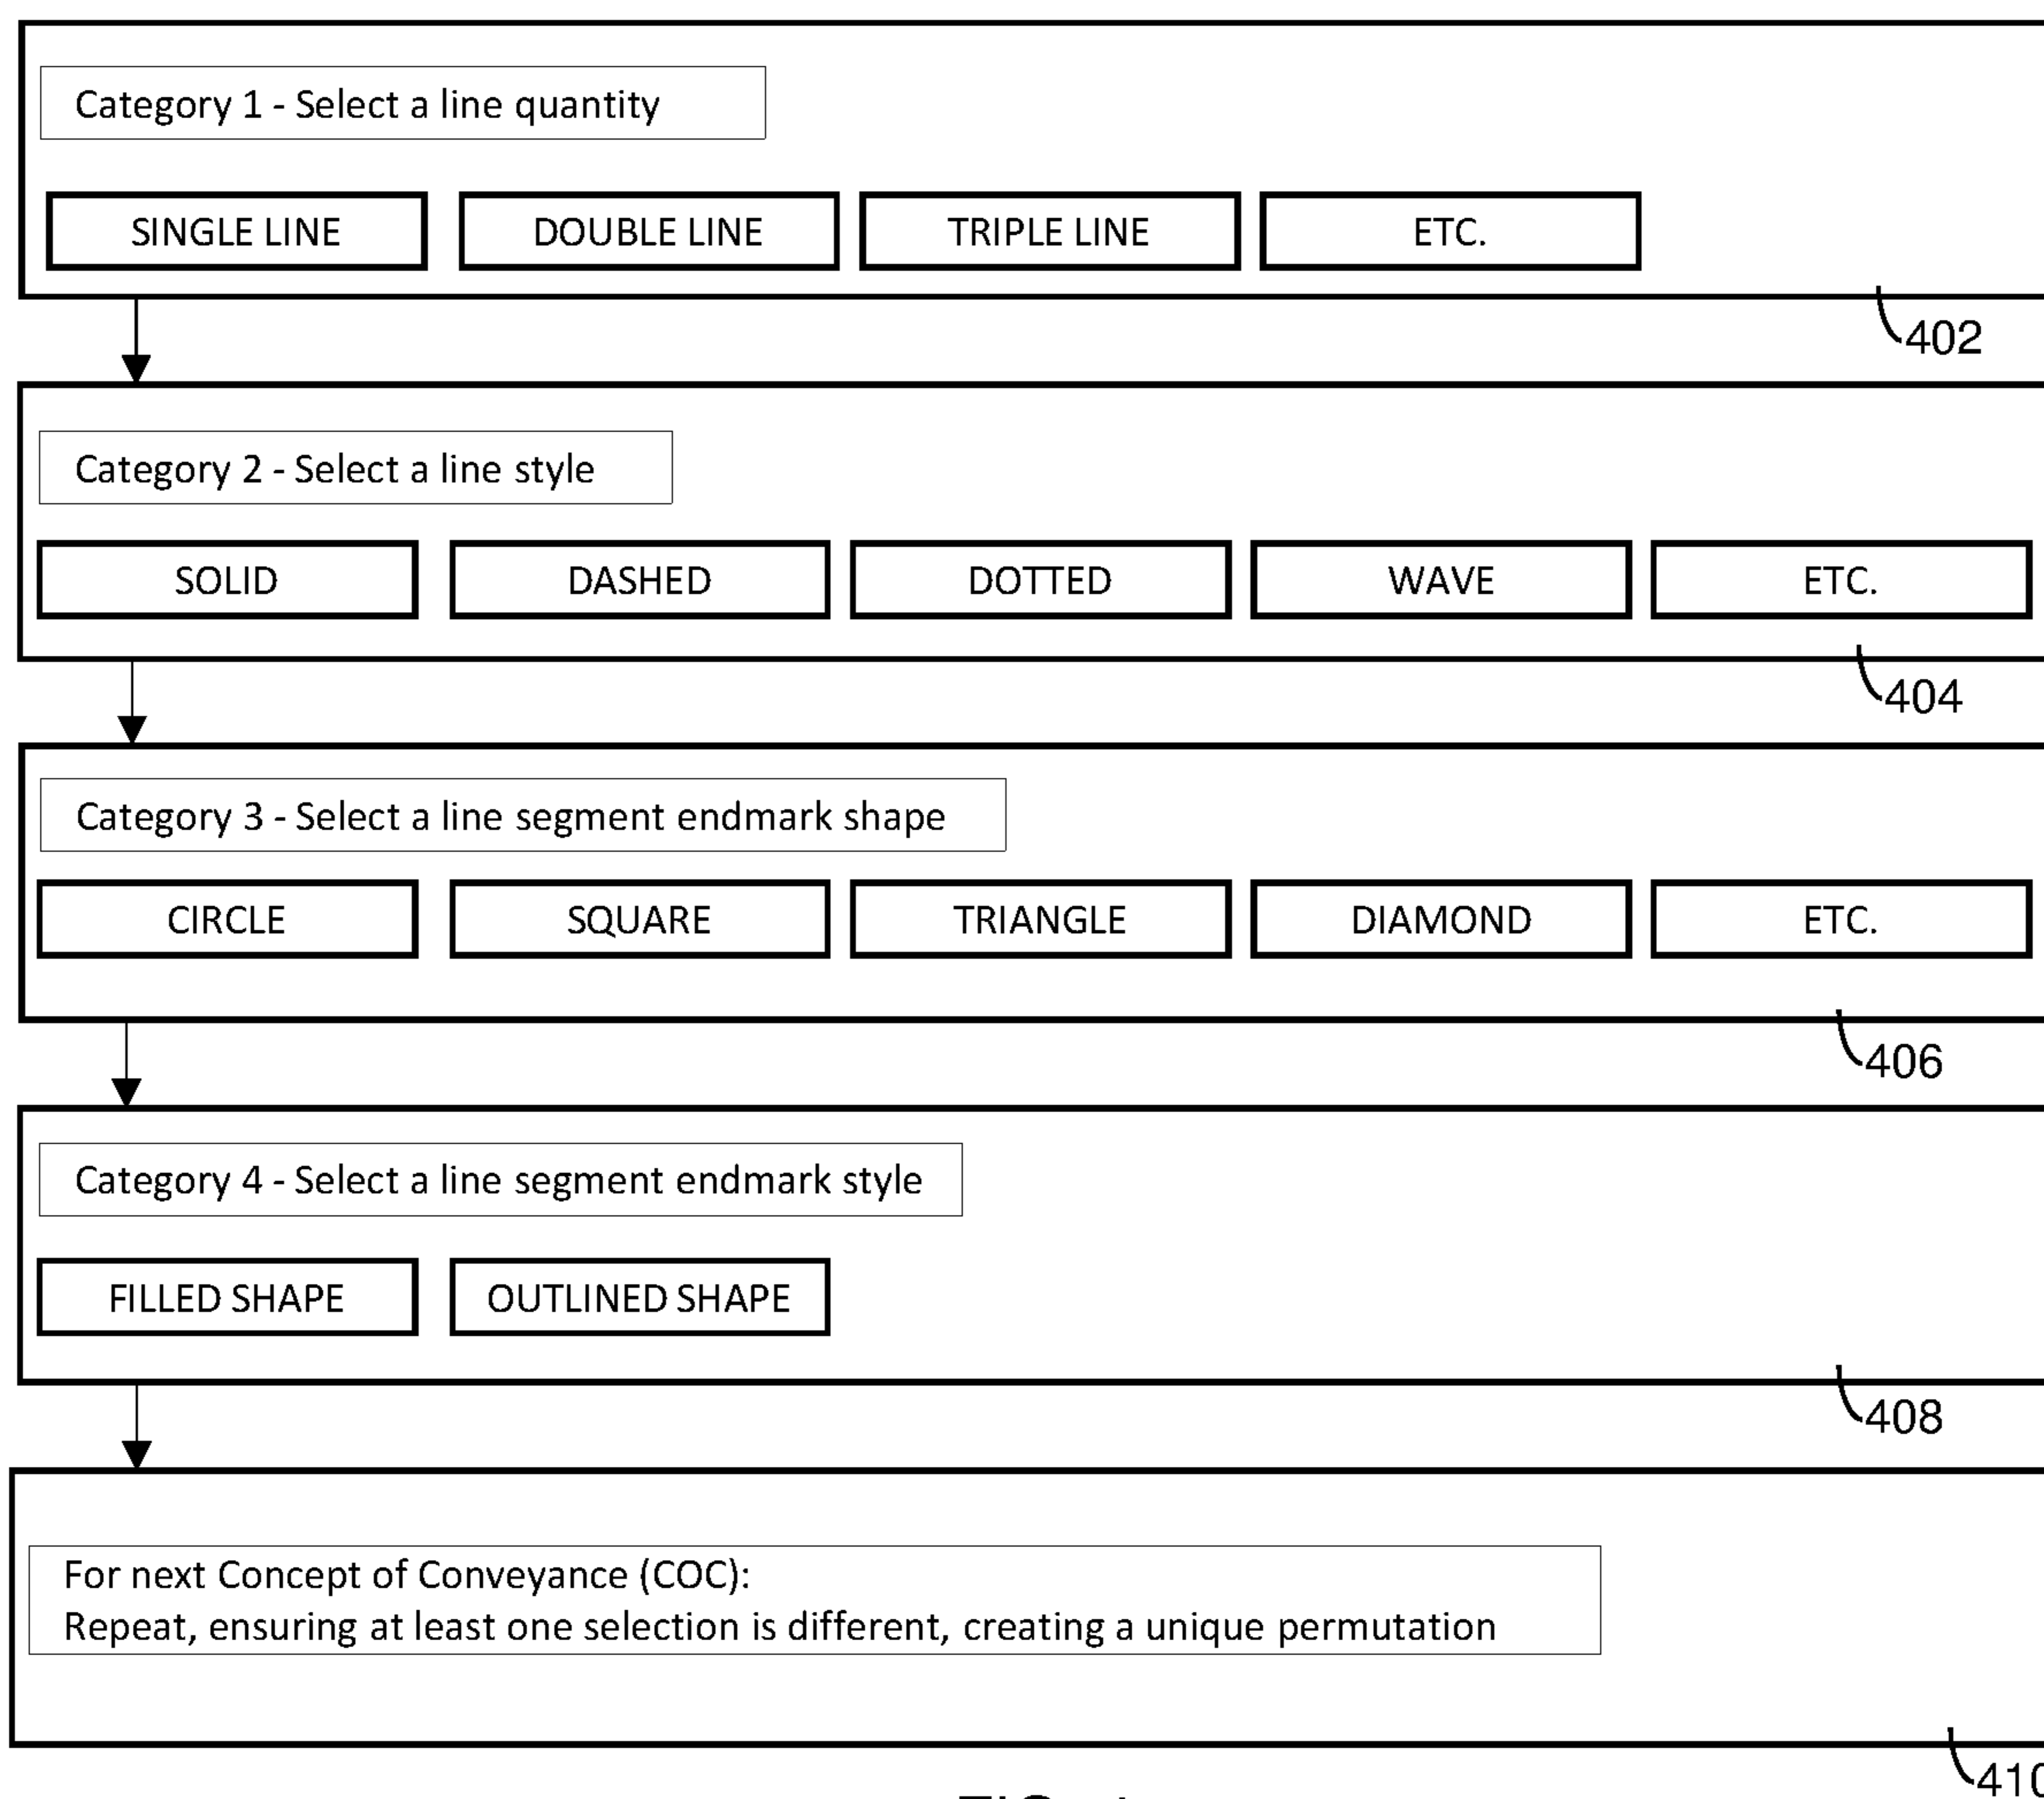 Category 1 - Select a line quantity
SINGLE LINE DOUBLE LINE TRIPLE LINE ETC.
402
Category 2 - Select a line style
SOLID DASHED DOTTED WAVE ETC.
404
Category 3 - Select a line segment endmark shape
CIRCLE SQUARE TRIANGLE DIAMOND ETC.
406
Category 4 - Select a line segment endmark style
FILLED SHAPE OUTLINED SHAPE
408
For next Concept of Conveyance (COC):
Repeat, ensuring at least one selection is different, creating a unique permutation
410